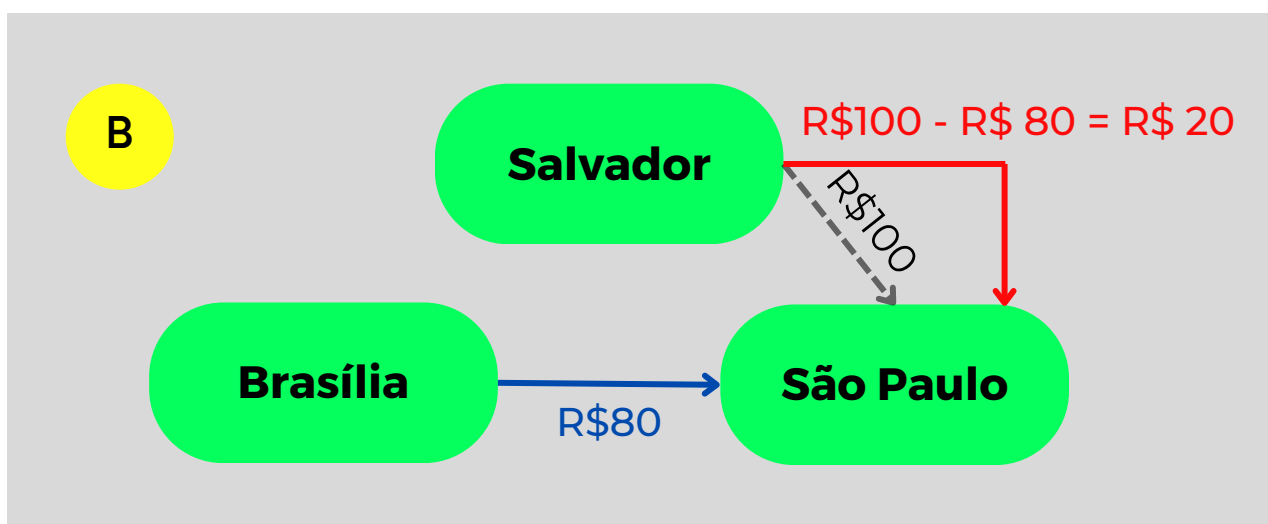 B
Salvador
R$100 - R$ 80 = R$ 20
R$100
Brasília
R$80
São Paulo